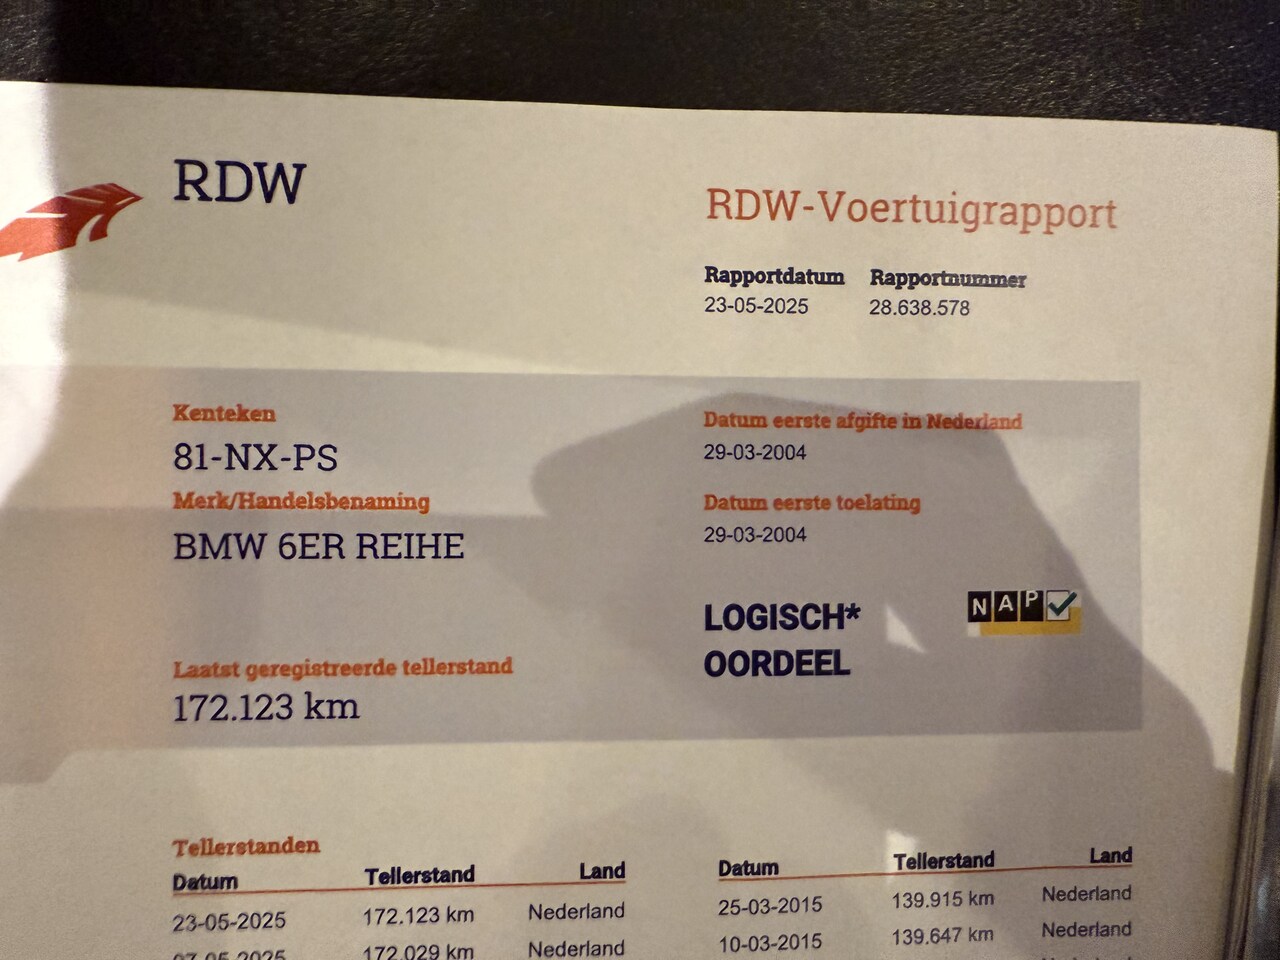 RDW
RDW-Voertuigrapport
Rapportdatum Rapportnummer
23-05-2025 28.638.578
Kenteken
81-NX-PS
Merk/Handelsbenaming
BMW 6ER REIHE
Laatst geregistreerde tellerstand
172.123 km
Datum eerste afgifte in Nederland
29-03-2004
Datum eerste toelating
29-03-2004
LOGISCH*
OORDEEL
NAP
Tellerstanden
Datum Tellerstand Land
23-05-2025 172.123 km Nederland
07-05-2025 172.029 km Nederland
Datum Tellerstand Land
25-03-2015 139.915 km Nederland
10-03-2015 139.647 km Nederland